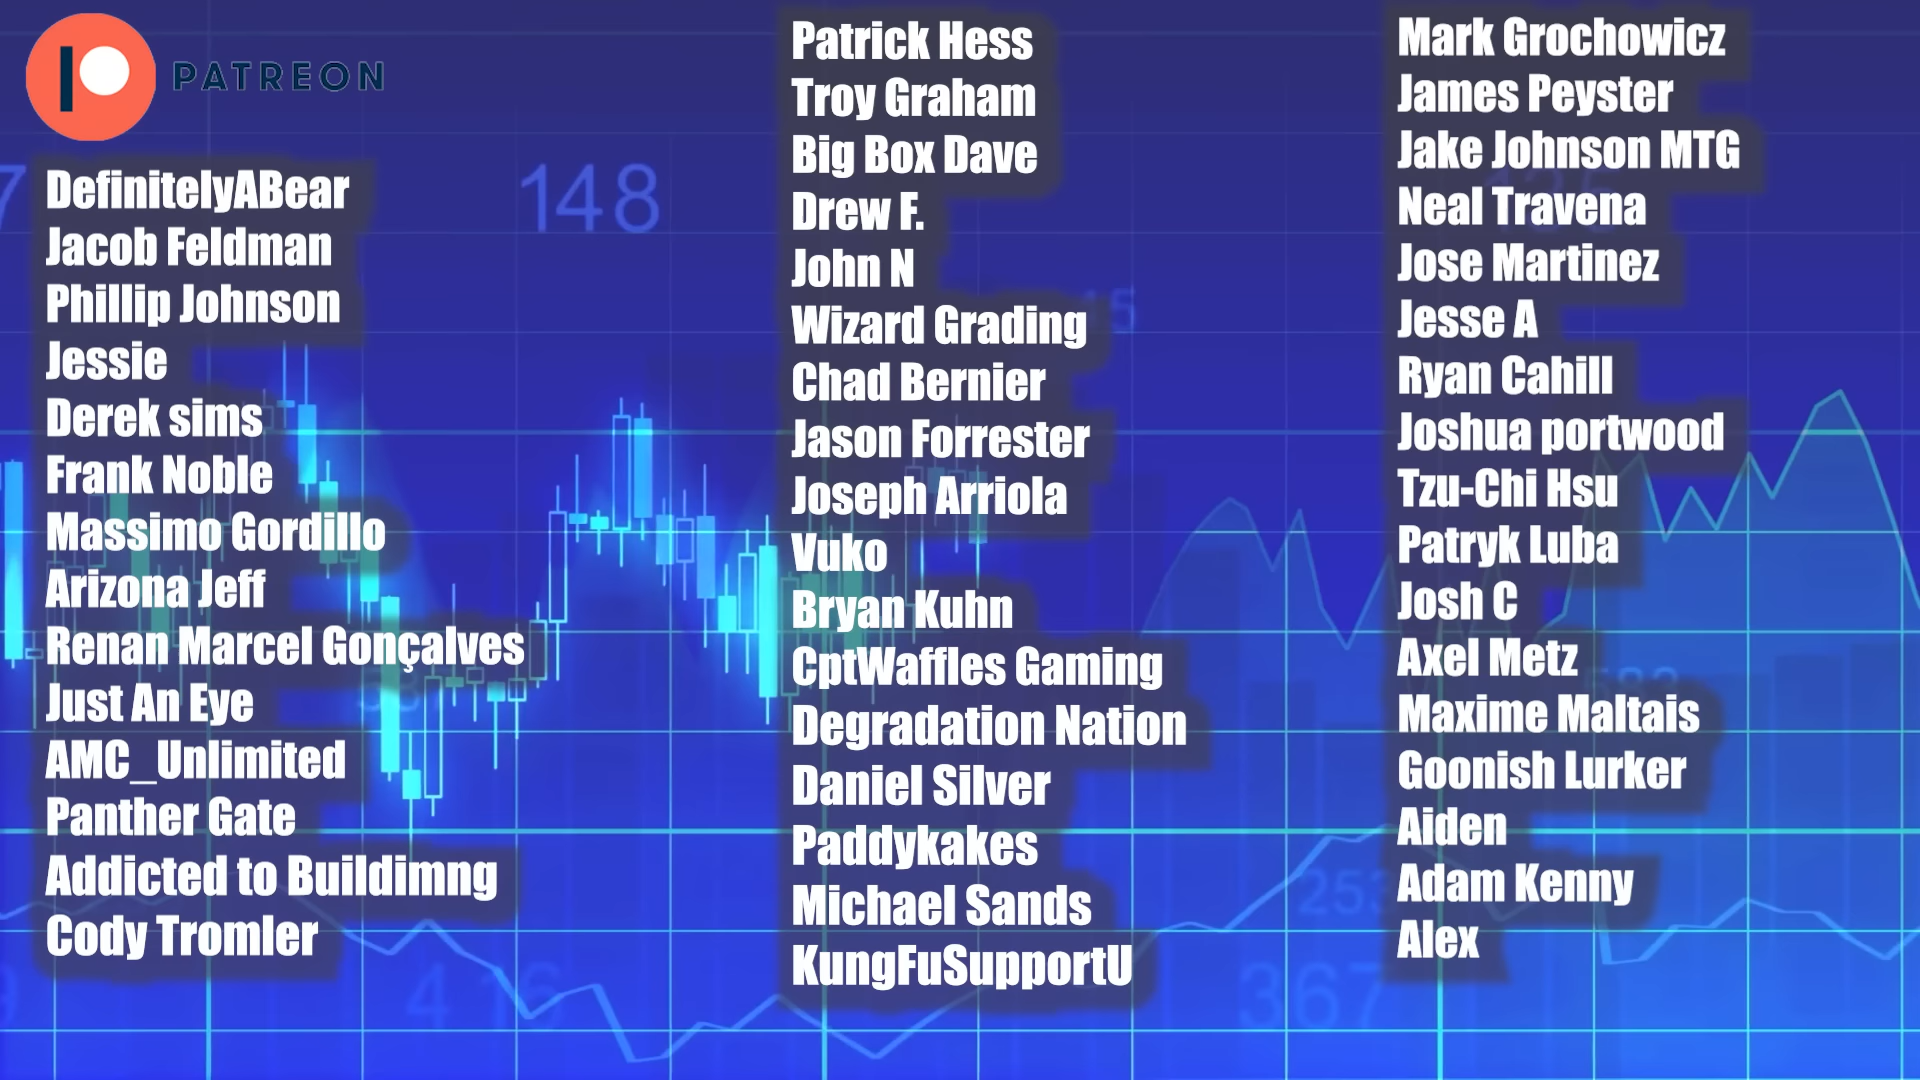 PATREON
DefinitelyABear
Jacob Feldman
Phillip Johnson
Jessie
Derek sims
Frank Noble
Massimo Gordillo
Arizona Jeff
Renan Marcel Gonçalves
Just An Eye
AMC_Unlimited
Panther Gate
Addicted to Buildimng
Cody Tromler
Patrick Hess
Troy Graham
Big Box Dave
Drew F.
John N
Wizard Grading
Chad Bernier
Jason Forrester
Joseph Arriola
Vuko
Bryan Kuhn
CptWaffles Gaming
Degradation Nation
Daniel Silver
Paddykakes
Michael Sands
KungFuSupportU
Mark Grochowicz
James Peyster
Jake Johnson MTG
Neal Travena
Jose Martinez
Jesse A
Ryan Cahill
Joshua portwood
Tzu-Chi Hsu
Patryk Luba
Josh C
Axel Metz
Maxime Maltais
Goonish Lurker
Aiden
Adam Kenny
Alex
148
253
367
4 16